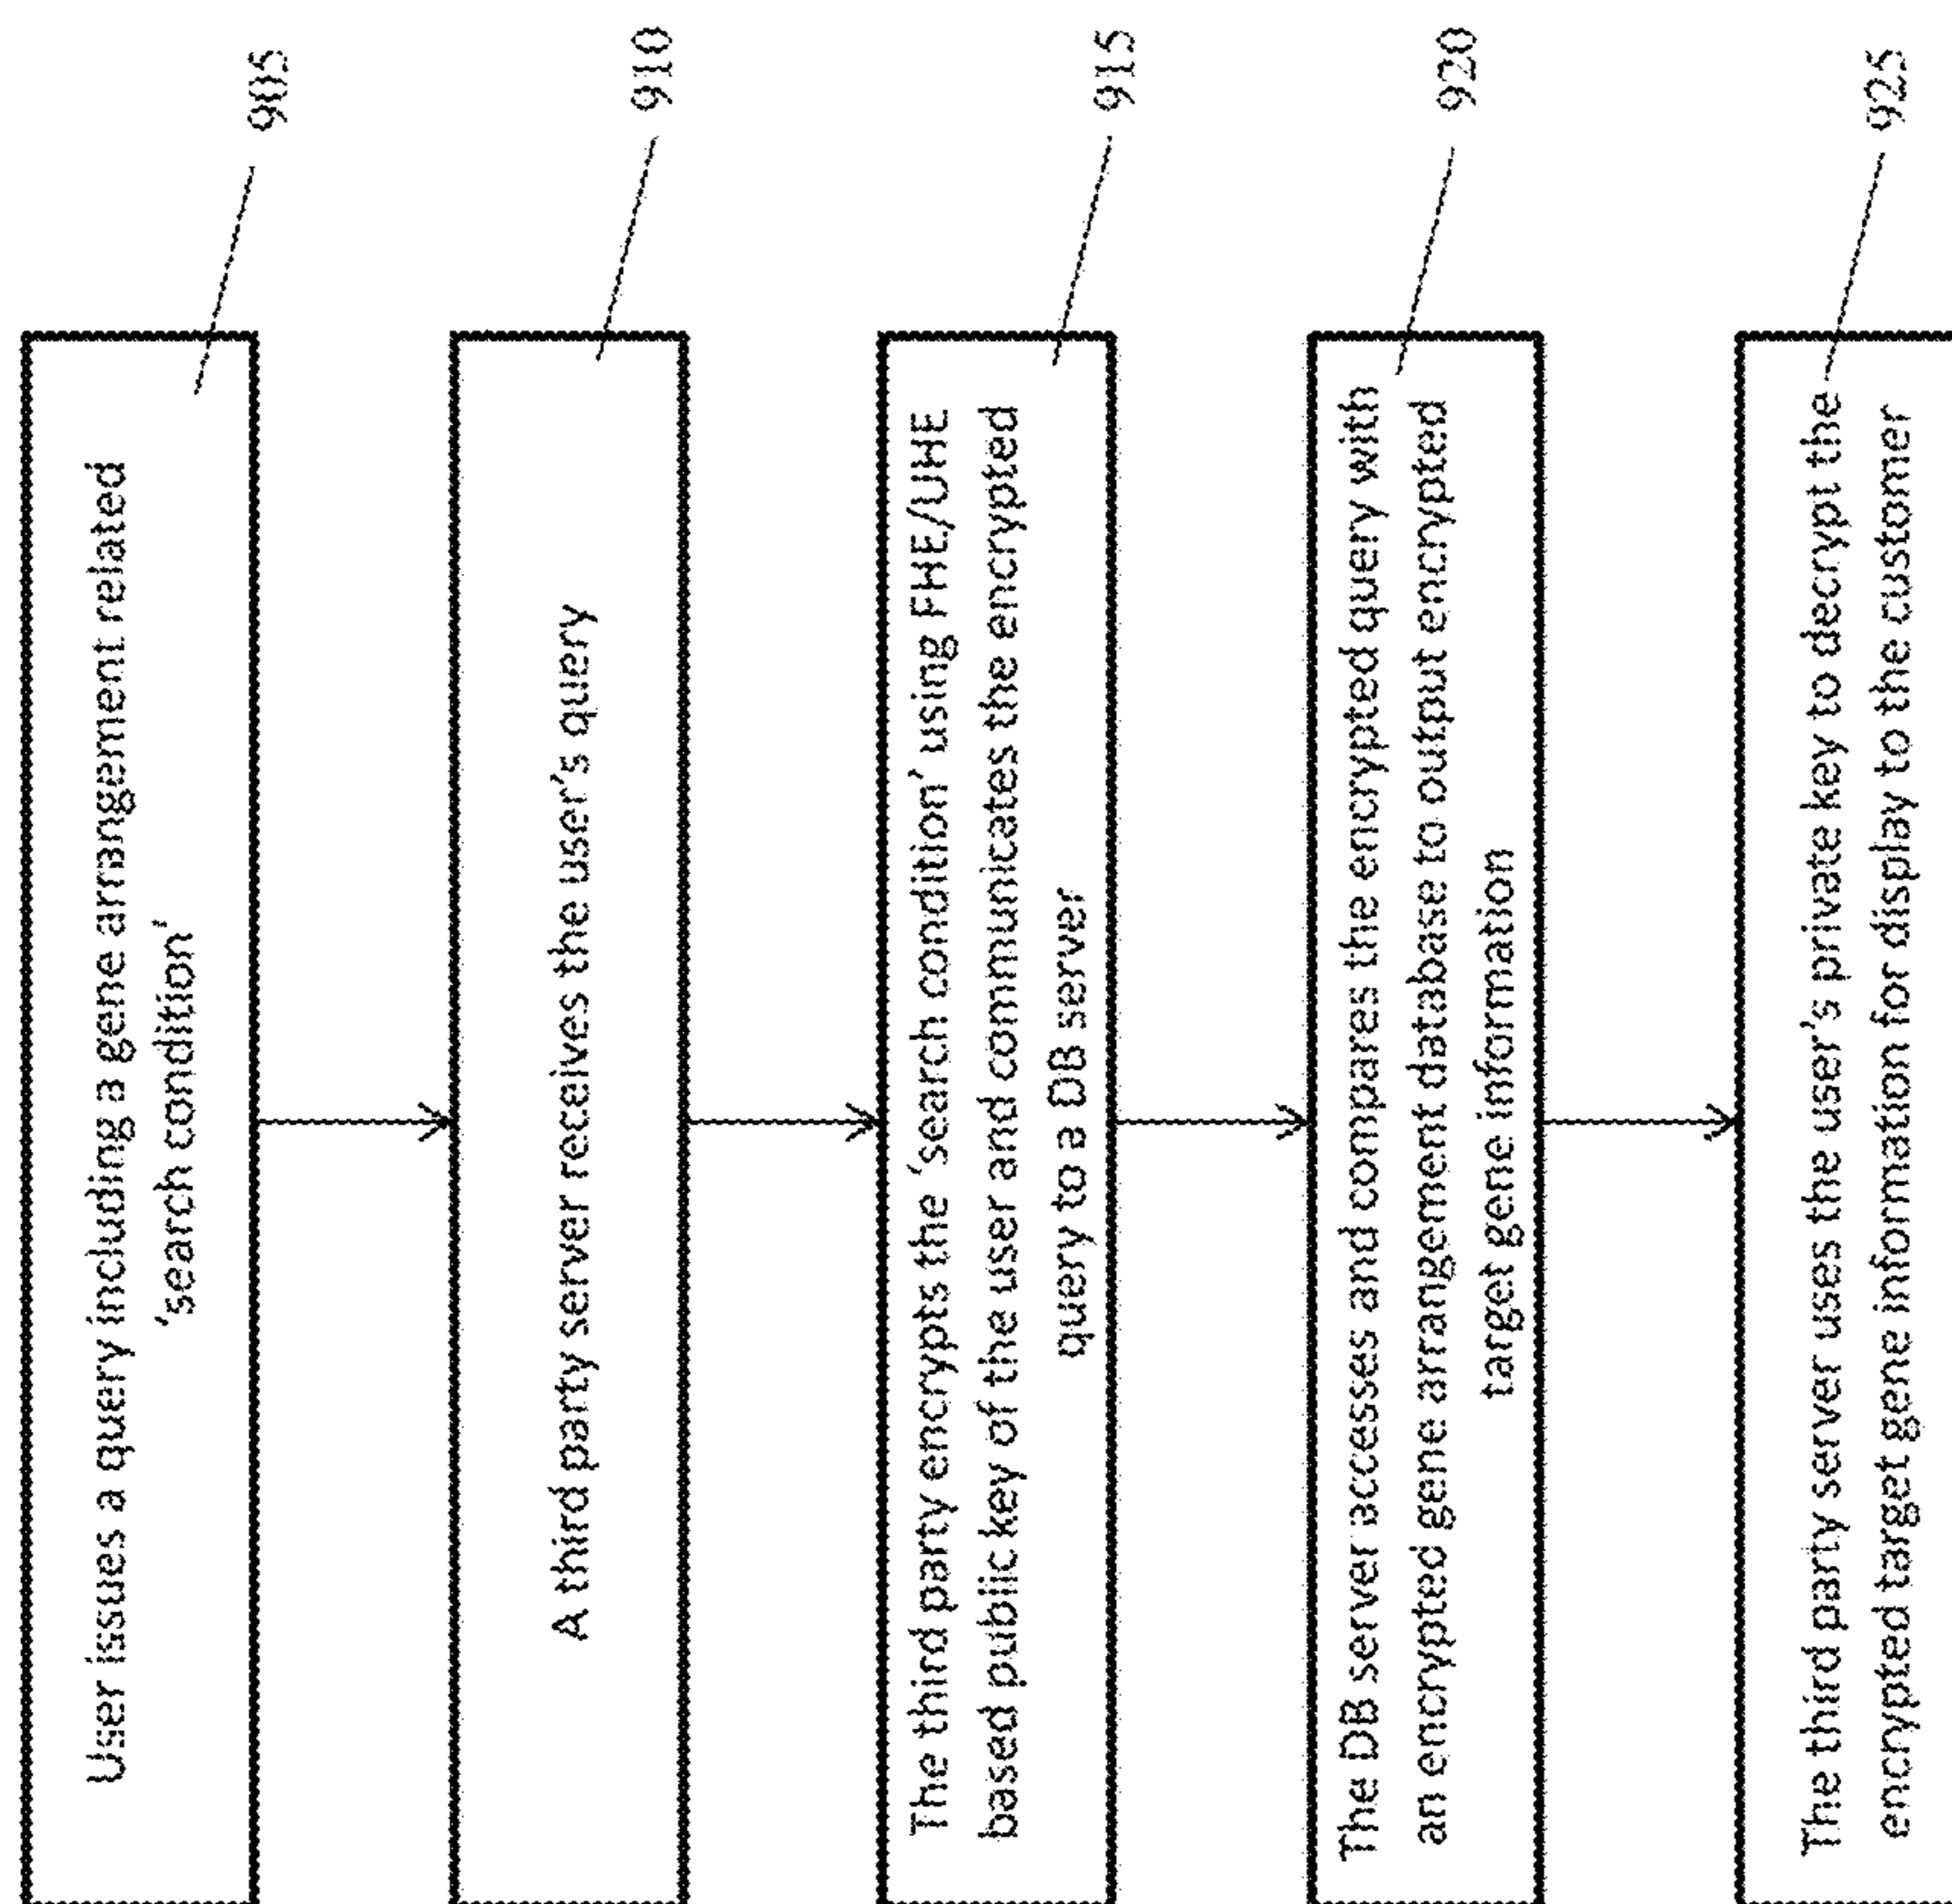 User issues a query including a gene arrangement related
'search condition'
905
A third party server receives the user's query
910
The third party encrypts the 'search condition' using FHE/UHE
based public key of the user and communicates the encrypted
query to a DB server
915
The DB server accesses and compares the encrypted query with
an encrypted gene arrangement database to output encrypted
target gene information
920
The third party server uses the user's private key to decrypt the
encrypted target gene information for display to the customer
925